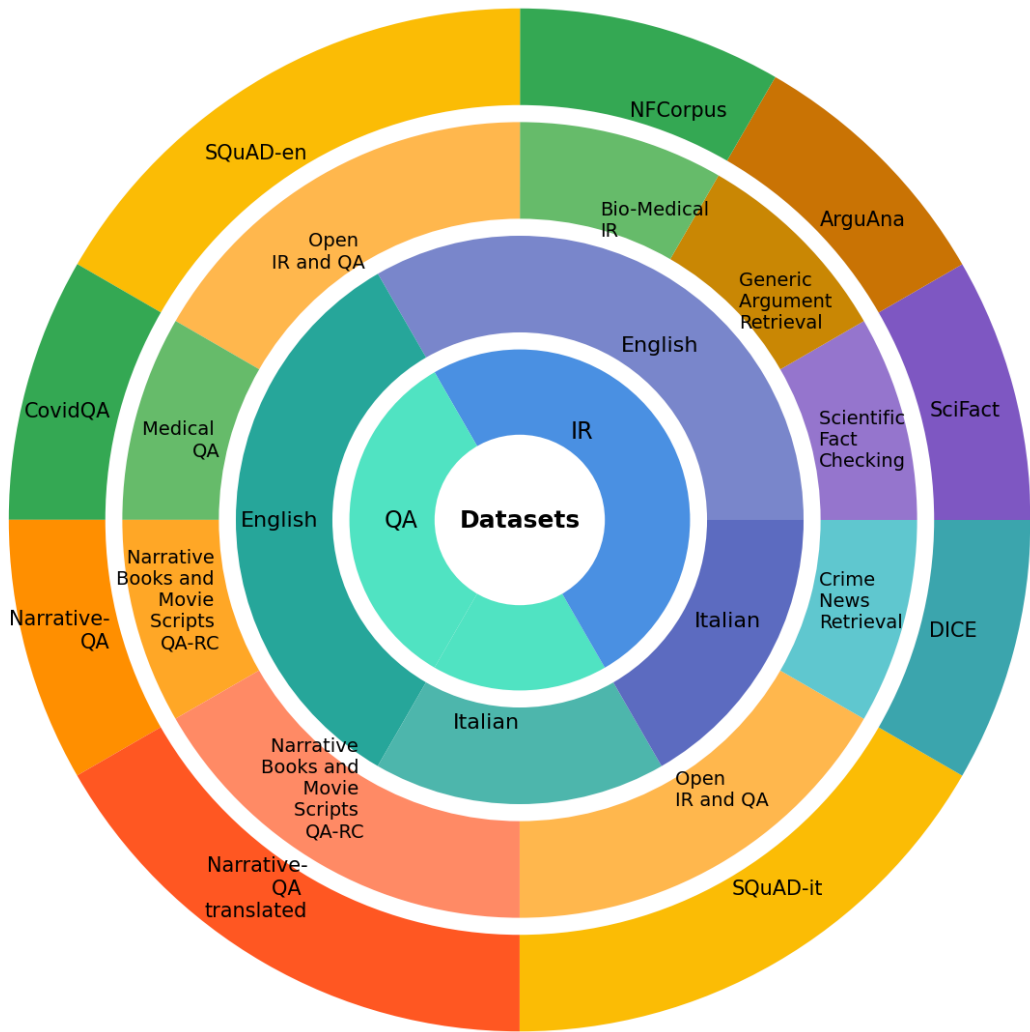 NFCorpus
SQuAD-en
ArguAna
Bio-Medical
IR
Open
IR and QA
Generic
Argument
Retrieval
English
CovidQA
Medical
QA
IR
Scientific
Fact
Checking
SciFact
English
QA
Datasets
Narrative
Books and
Movie
Scripts
QA-RC
Crime
News
Retrieval
Narrative-
QA
Italian
DICE
Italian
Narrative
Books and
Movie
Scripts
QA-RC
Open
IR and QA
Narrative-
QA
translated
SQuAD-it